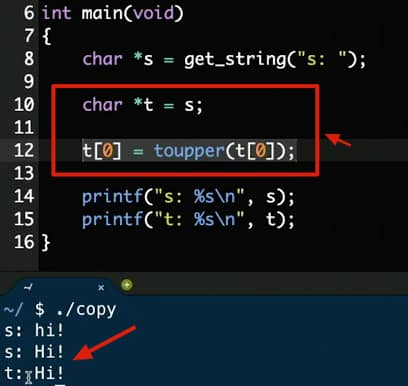 6 int main(void)
7 {
8 char *s = get_string("s: ");
9
10 char *t = s;
11
12 t[0] = toupper(t[0]);
13
14 printf("s: %s\n", s);
15 printf("t: %s\n", t);
16 }
~/
~/ $ ./copy
s: hi!
s: Hi!
t: Hi!